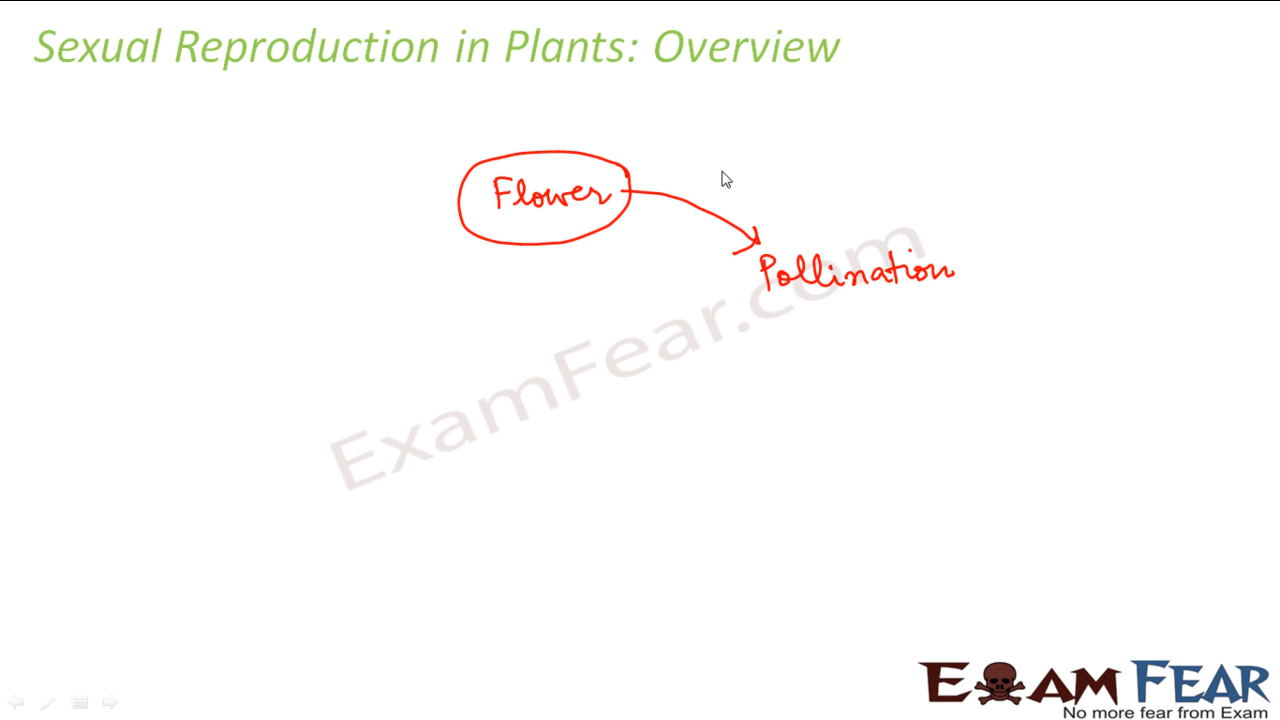 Sexual Reproduction in Plants: Overview
Flower
Pollination
ExamFear.com
EXAM FEAR
No more fear from Exam